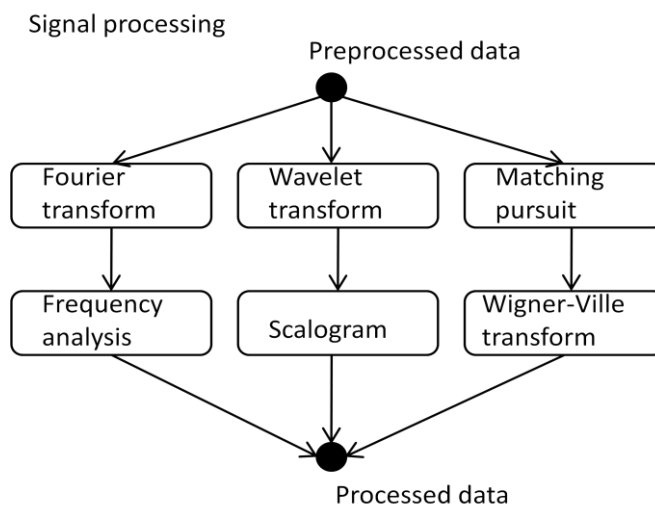 Signal processing
Preprocessed data
Fourier
transform
Wavelet
transform
Matching
pursuit
Frequency
analysis
Scalogram
Wigner-Ville
transform
Processed data